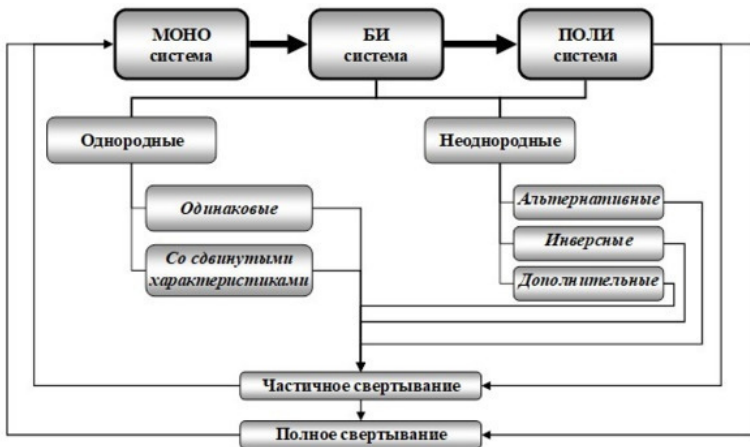 МОНО
система
БИ
система
ПОЛИ
система
Однородные
Неоднородные
Одинаковые
Со сдвинутыми
характеристиками
Альтернативные
Инверсные
Дополнительные
Частичное свертывание
Полное свертывание